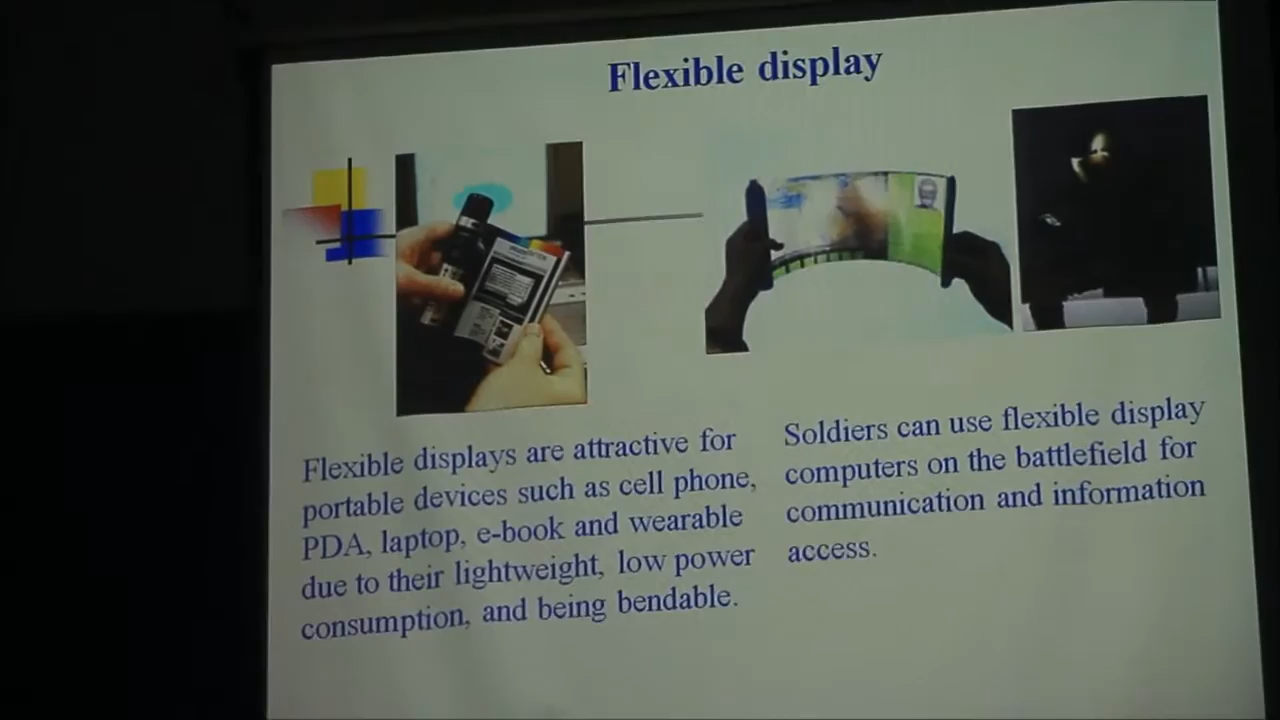 Flexible display
Flexible displays are attractive for
portable devices such as cell phone,
PDA, laptop, e-book and wearable
due to their lightweight, low power
consumption, and being bendable.
Soldiers can use flexible display
computers on the battlefield for
communication and information
access.